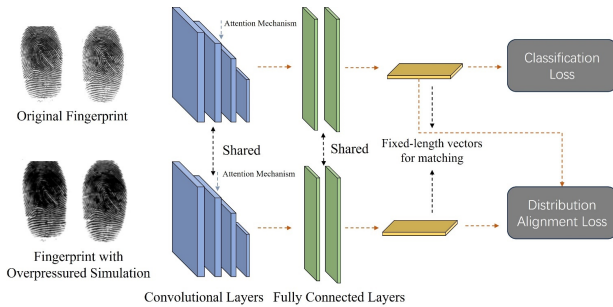 Attention Mechanism
Original Fingerprint
Classification
Loss
Shared
Shared
Fixed-length vectors
for matching
Attention Mechanism
Distribution
Alignment Loss
Fingerprint with
Overpressured Simulation
Convolutional Layers
Fully Connected Layers